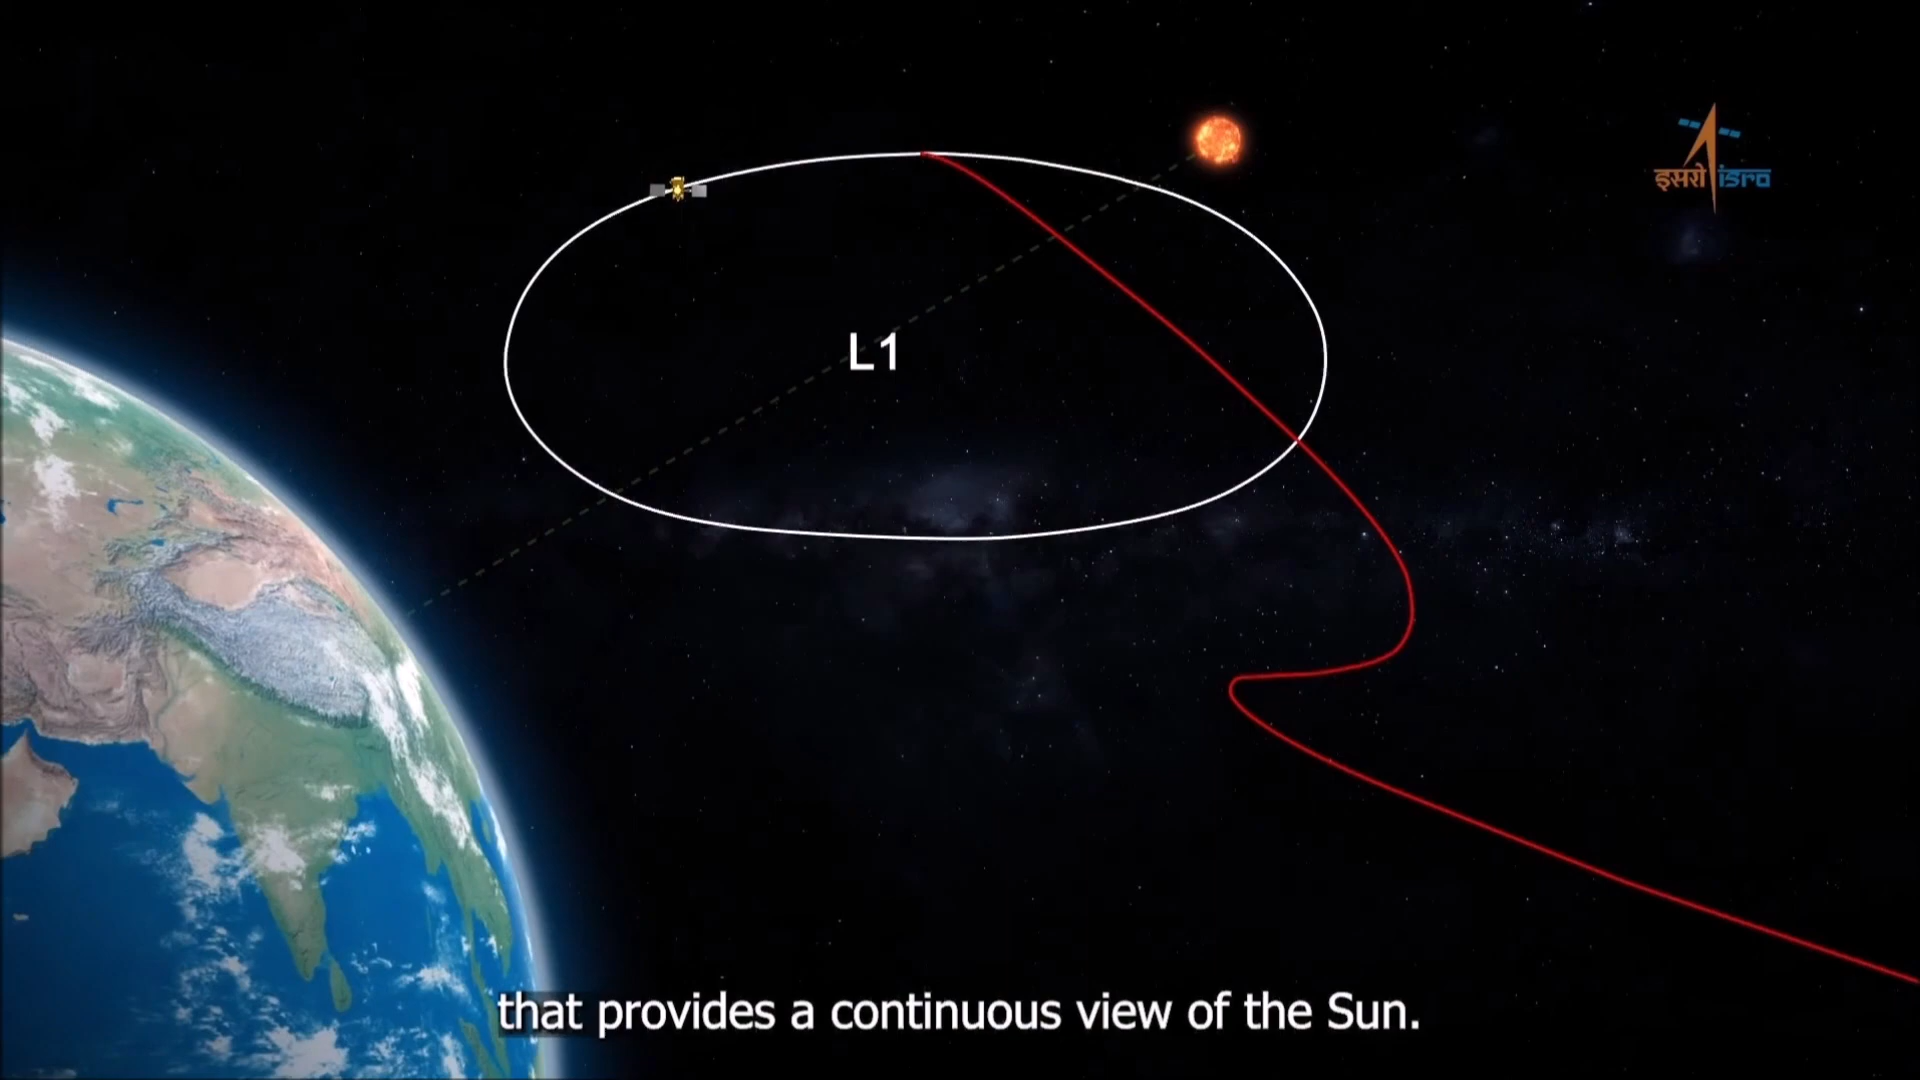 इसरो isro
L1
that provides a continuous view of the Sun.